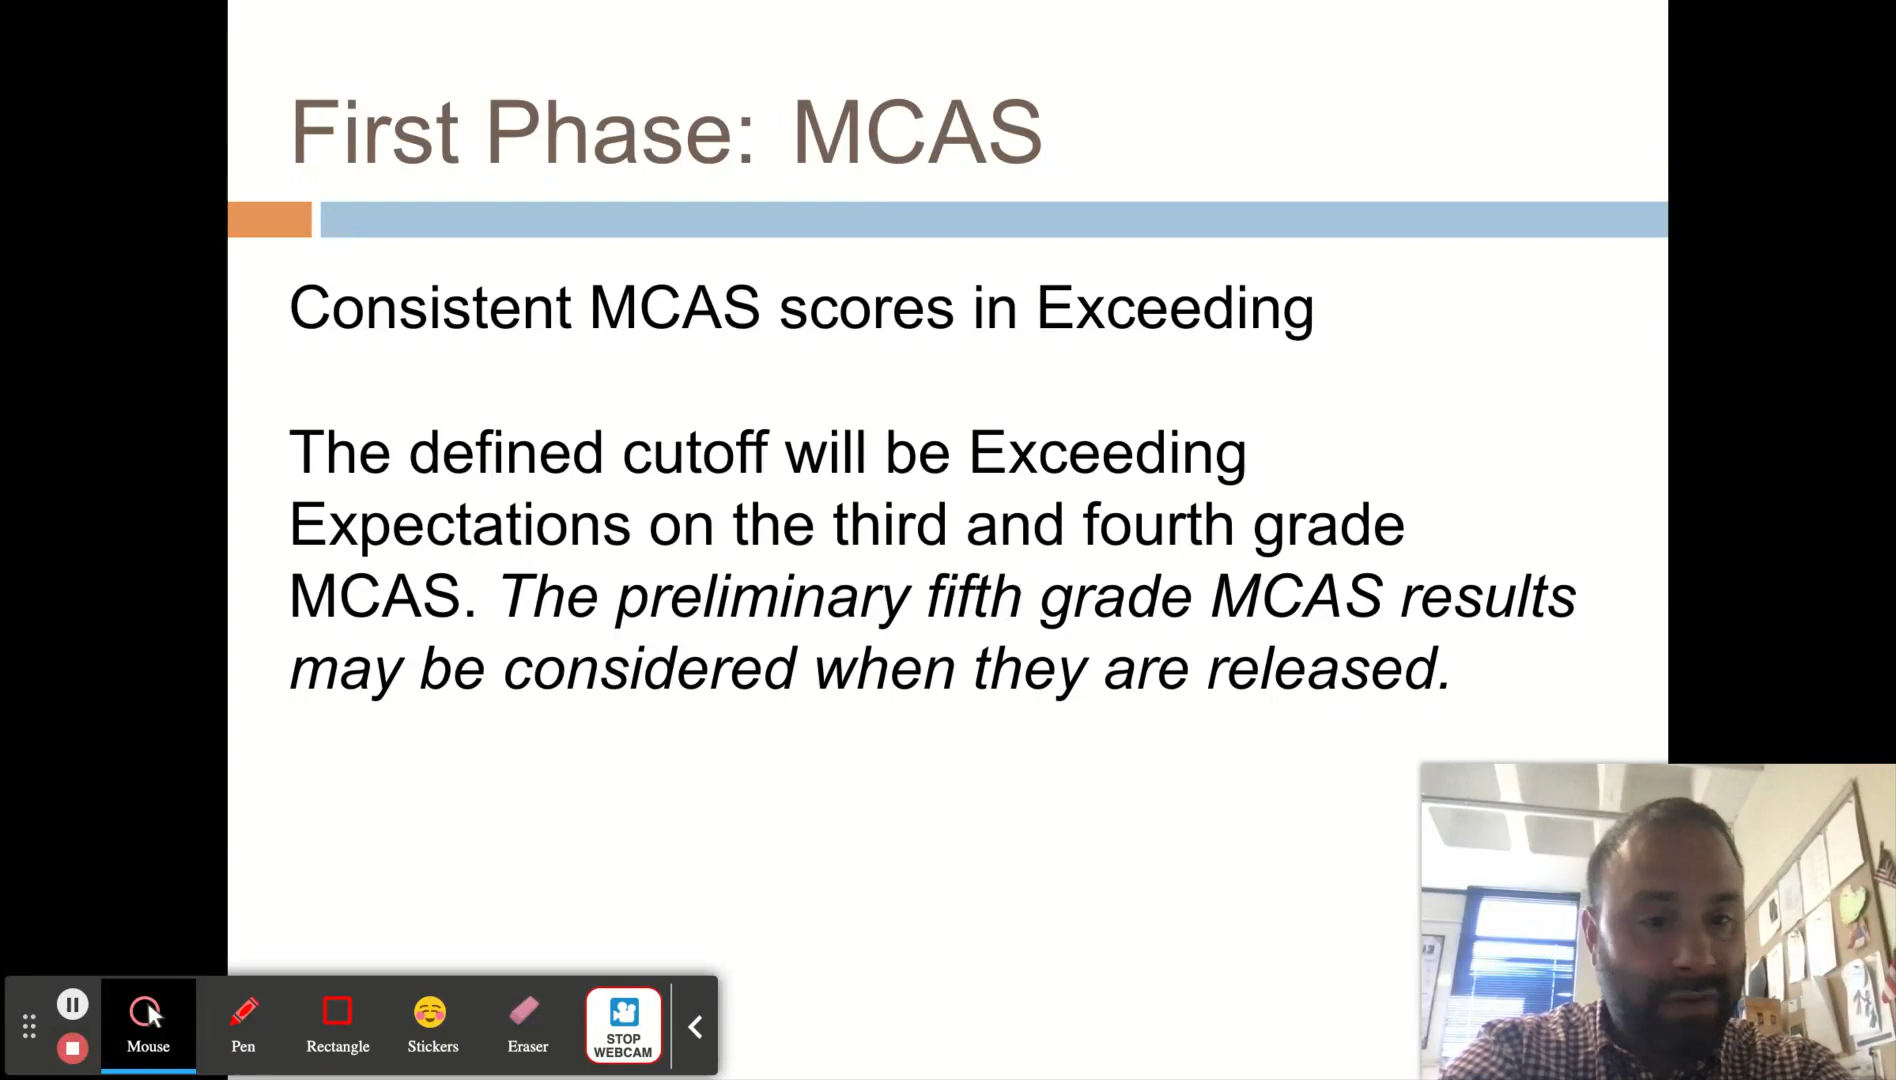 First Phase: MCAS
Consistent MCAS scores in Exceeding
The defined cutoff will be Exceeding
Expectations on the third and fourth grade
MCAS. The preliminary fifth grade MCAS results
may be considered when they are released.
Mouse
Pen
Rectangle
Stickers
Eraser
STOP
WEBCAM